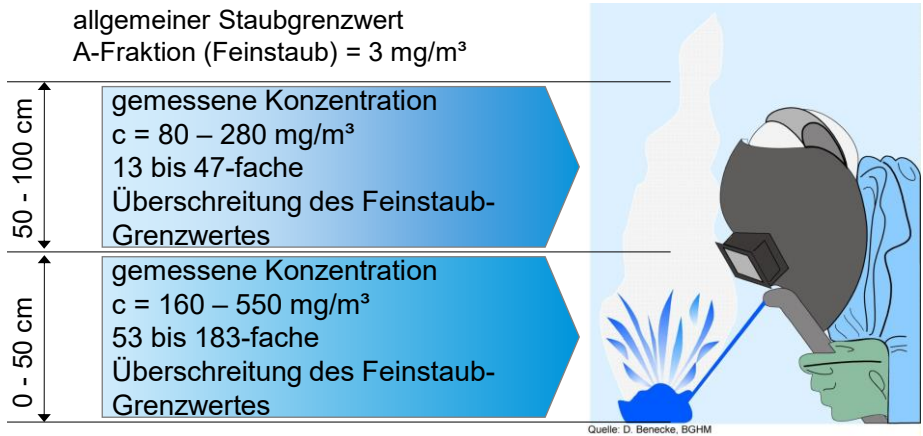 allgemeiner Staubgrenzwert
A-Fraktion (Feinstaub) = 3 mg/m³
50 - 100 cm
gemessene Konzentration
c = 80 – 280 mg/m³
13 bis 47-fache
Überschreitung des Feinstaub-
Grenzwertes
0 - 50 cm
gemessene Konzentration
c = 160 – 550 mg/m³
53 bis 183-fache
Überschreitung des Feinstaub-
Grenzwertes
Quelle: D. Benecke, BGHM